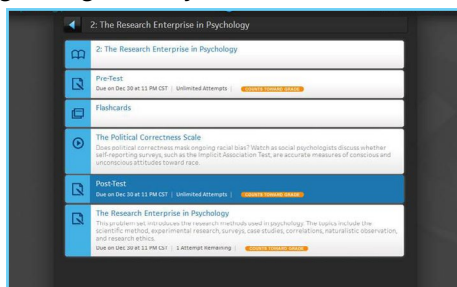 2: The Research Enterprise in Psychology
2: The Research Enterprise in Psychology
Pre-Test
Due on Dec 30 at 11 PM CST | Unlimited Attempts | COUNTS TOWARD GRADE
Flashcards
The Political Correctness Scale
Does political correctness mask ongoing racial bias? Watch as social psychologists discuss whether
self-reporting surveys, such as the Implicit Association Test, are accurate measures of conscious and
unconscious attitudes toward race.
Post-Test
Due on Dec 30 at 11 PM CST | Unlimited Attempts | COUNTS TOWARD GRADE
The Research Enterprise in Psychology
This problem set introduces the research methods used in psychology. The topics include the
scientific method, experimental research, surveys, case studies, correlations, naturalistic observation,
and research ethics.
Due on Dec 30 at 11 PM CST | 1 Attempt Remaining | COUNTS TOWARD GRADE